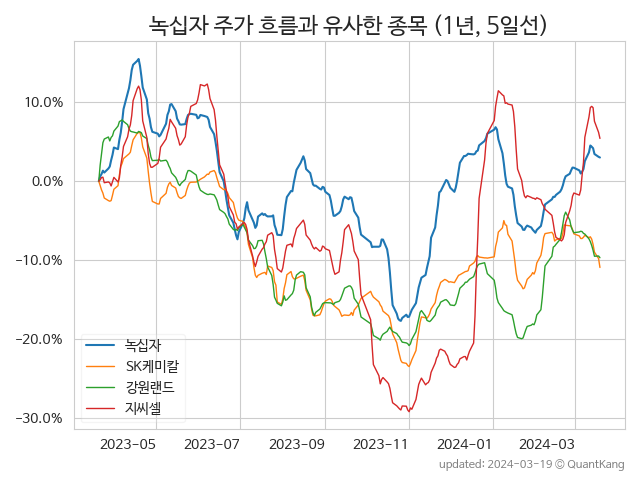 녹십자 주가 흐름과 유사한 종목 (1년, 5일선)
10.0%
0.0%
−10.0%
−20.0%
−30.0%
녹십자
SK케미칼
강원랜드
지씨셀
2023-05 2023-07 2023-09 2023-11 2024-01 2024-03
updated: 2024-03-19 © QuantKang